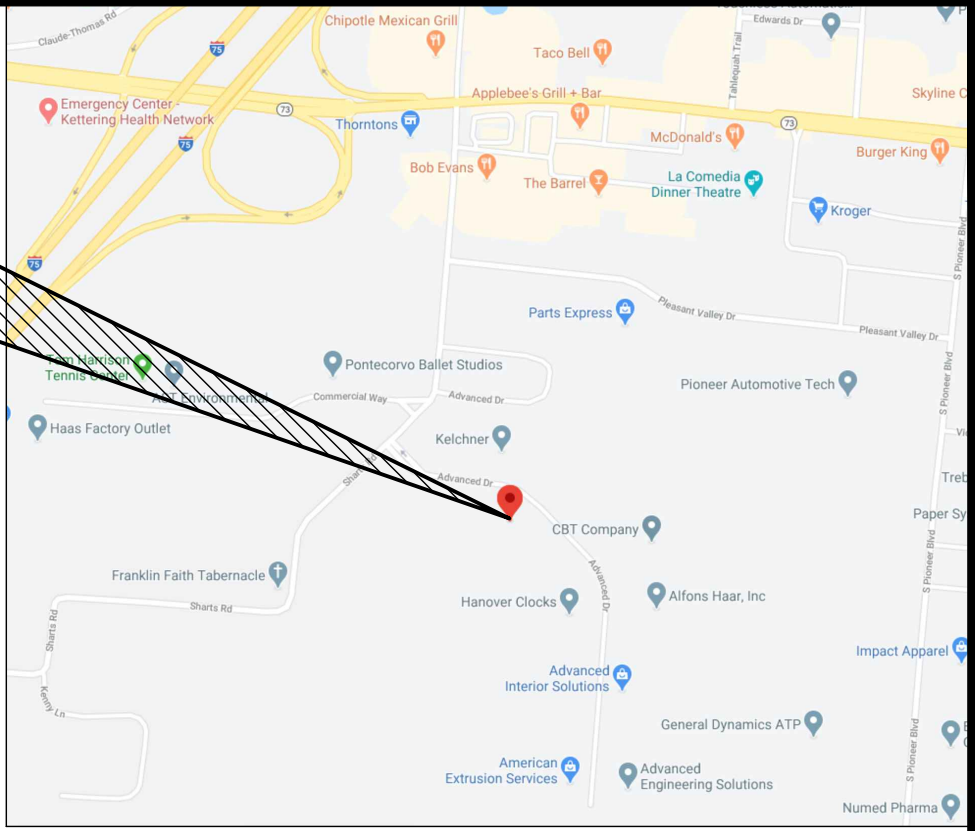 Claude-Thomas Rd
75
Chipotle Mexican Grill
Taco Bell
Edwards Dr
Tahlequah Trail
Applebee's Grill + Bar
Skyline C
Emergency Center -
Kettering Health Network
73
75
Thorntons
McDonald's
73
Burger King
Bob Evans
The Barrel
La Comedia
Dinner Theatre
Kroger
S Pioneer Blvd
75
Parts Express
Pleasant Valley Dr
Pleasant Valley Dr
Tom Harrison
Tennis Center
Pontecorvo Ballet Studios
Pioneer Automotive Tech
S Pioneer Blvd
AST Environmental
Commercial Way
Advanced Dr
Haas Factory Outlet
Kelchner
Sharts Rd
Advanced Dr
Treb
Paper Sy
CBT Company
S Pioneer Blvd
Franklin Faith Tabernacle
Advanced Dr
Hanover Clocks
Alfons Haar, Inc
Sharts Rd
Sharts Rd
Impact Apparel
Advanced
Interior Solutions
Kenny Ln
General Dynamics ATP
S Pioneer Blvd
American
Extrusion Services
Advanced
Engineering Solutions
Numed Pharma